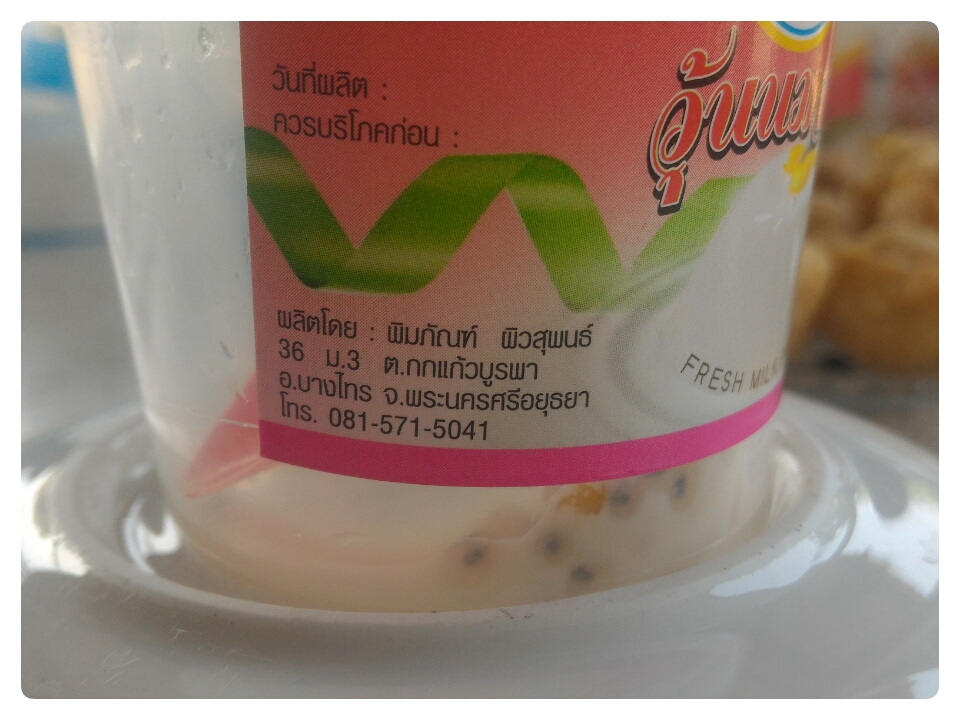 วันที่ผลิต :
ควรบริโภคก่อน :
วุ้นนม
ผลิตโดย : พิมภัณฑ์ ผิวสุพนธ์
36 ม.3 ต.กกแก้วบูรพา
อ.บางไทร จ.พระนครศรีอยุธยา
โทร. 081-571-5041
FRESH MILK